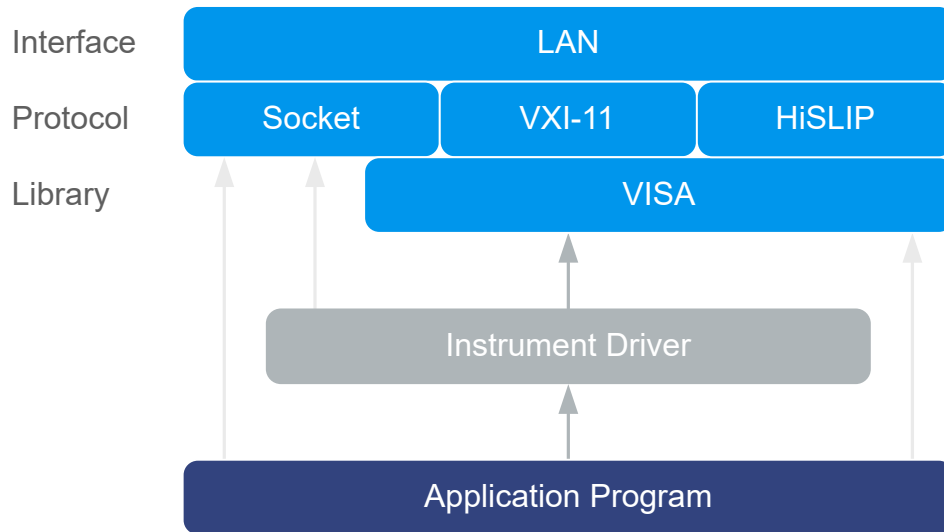 Interface
LAN
Protocol
Socket
VXI-11
HiSLIP
Library
VISA
Instrument Driver
Application Program